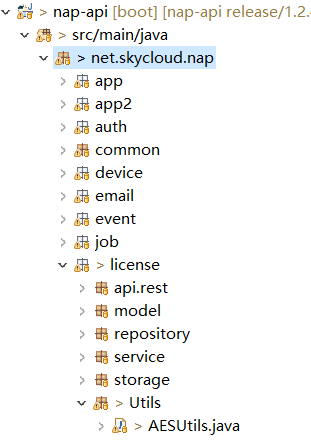 > nap-api [boot] [nap-api release/1.2.
> src/main/java
> net.skycloud.nap
app
app2
auth
common
device
email
event
job
> license
api.rest
model
repository
service
storage
> Utils
> AESUtils.java